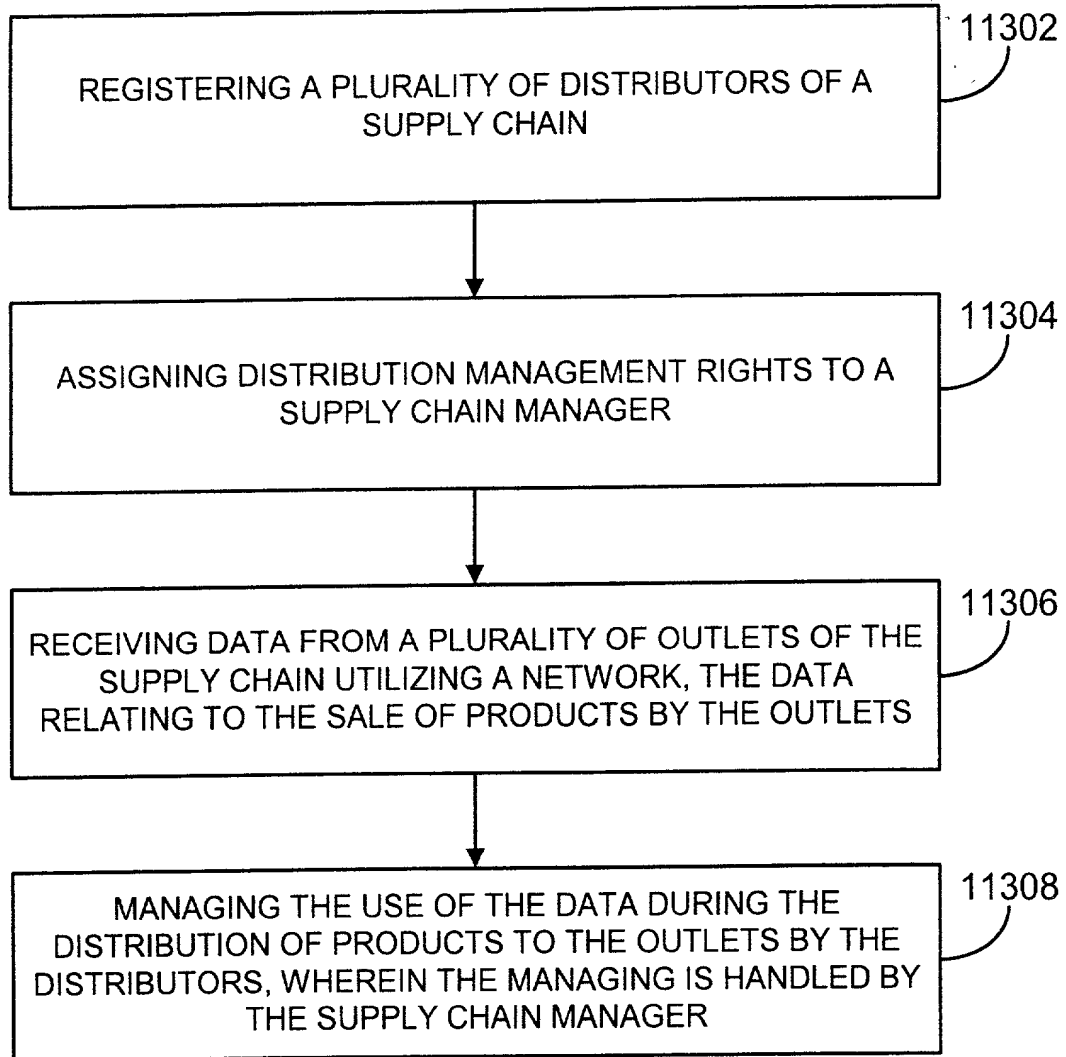 11302
REGISTERING A PLURALITY OF DISTRIBUTORS OF A
SUPPLY CHAIN
11304
ASSIGNING DISTRIBUTION MANAGEMENT RIGHTS TO A
SUPPLY CHAIN MANAGER
11306
RECEIVING DATA FROM A PLURALITY OF OUTLETS OF THE
SUPPLY CHAIN UTILIZING A NETWORK, THE DATA
RELATING TO THE SALE OF PRODUCTS BY THE OUTLETS
11308
MANAGING THE USE OF THE DATA DURING THE
DISTRIBUTION OF PRODUCTS TO THE OUTLETS BY THE
DISTRIBUTORS, WHEREIN THE MANAGING IS HANDLED BY
THE SUPPLY CHAIN MANAGER